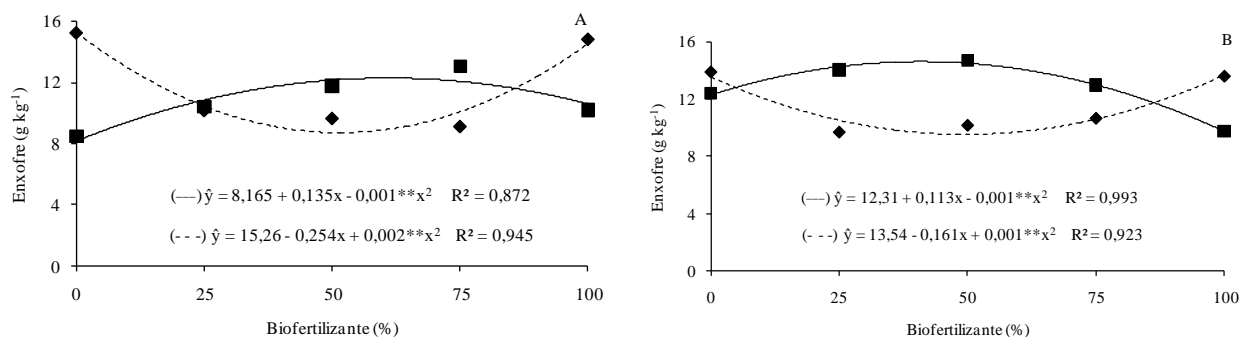 A
Enxofre (g kg⁻¹)
16
12
8
4
0
(—) ŷ = 8,165 + 0,135x - 0,001**x² R² = 0,872
(- - -) ŷ = 15,26 - 0,254x + 0,002**x² R² = 0,945
0 25 50 75 100
Biofertilizante (%)
B
Enxofre (g kg⁻¹)
16
12
8
4
0
(—) ŷ = 12,31 + 0,113x - 0,001**x² R² = 0,993
(- - -) ŷ = 13,54 - 0,161x + 0,001**x² R² = 0,923
0 25 50 75 100
Biofertilizante (%)